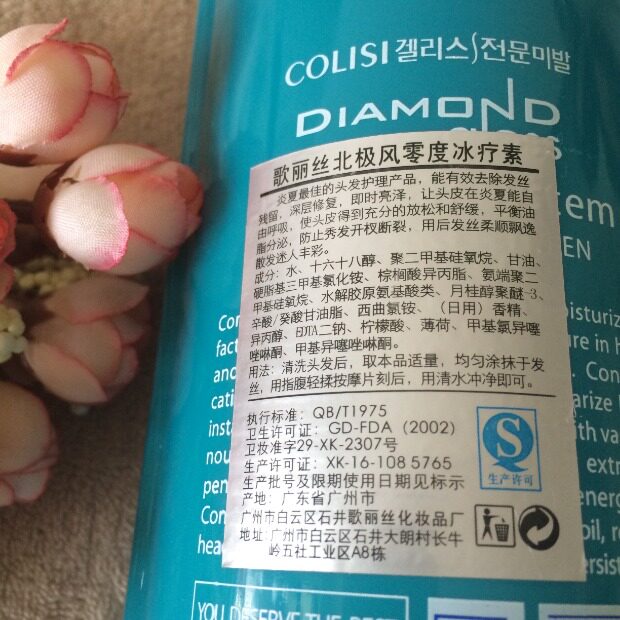 COLISI 겔리스 전문미발
DIAMOND
歌丽丝北极风零度冰疗素
炎夏最佳的头发护理产品，能有效去除发丝
残留，深层修复，即时亮泽，让头皮在炎夏能自
由呼吸，使头皮得到充分的放松和舒缓，平衡油
脂分泌，防止秀发开杈断裂，用后发丝柔顺飘逸
散发迷人丰彩。
成分：水、十六十八醇、聚二甲基硅氧烷、甘油、
硬脂基三甲基氯化铵、棕榈酸异丙脂、氨端聚二
甲基硅氧烷、水解胶原氨基酸类、月桂醇聚醚-3、
辛酸/癸酸甘油脂、西曲氯铵、（日用）香精、
异丙醇、EDTA二钠、柠檬酸、薄荷、甲基氯异噻
唑啉酮、甲基异噻唑啉酮。
用法：清洗头发后，取本品适量，均匀涂抹于发
丝，用指腹轻揉按摩片刻后，用清水冲净即可。
执行标准：QB/T1975
卫生许可证：GD-FDA（2002）
卫妆准字29-XK-2307号
生产许可证：XK-16-108 5765
生产批号及限期使用日期见标示
产地：广东省广州市
广州市白云区石井歌丽丝化妆品厂
地址：广州市白云区石井大朗村长牛
岭五社工业区A8栋
QS
生产许可
tem
EN
YOU DESERVE THE BEST